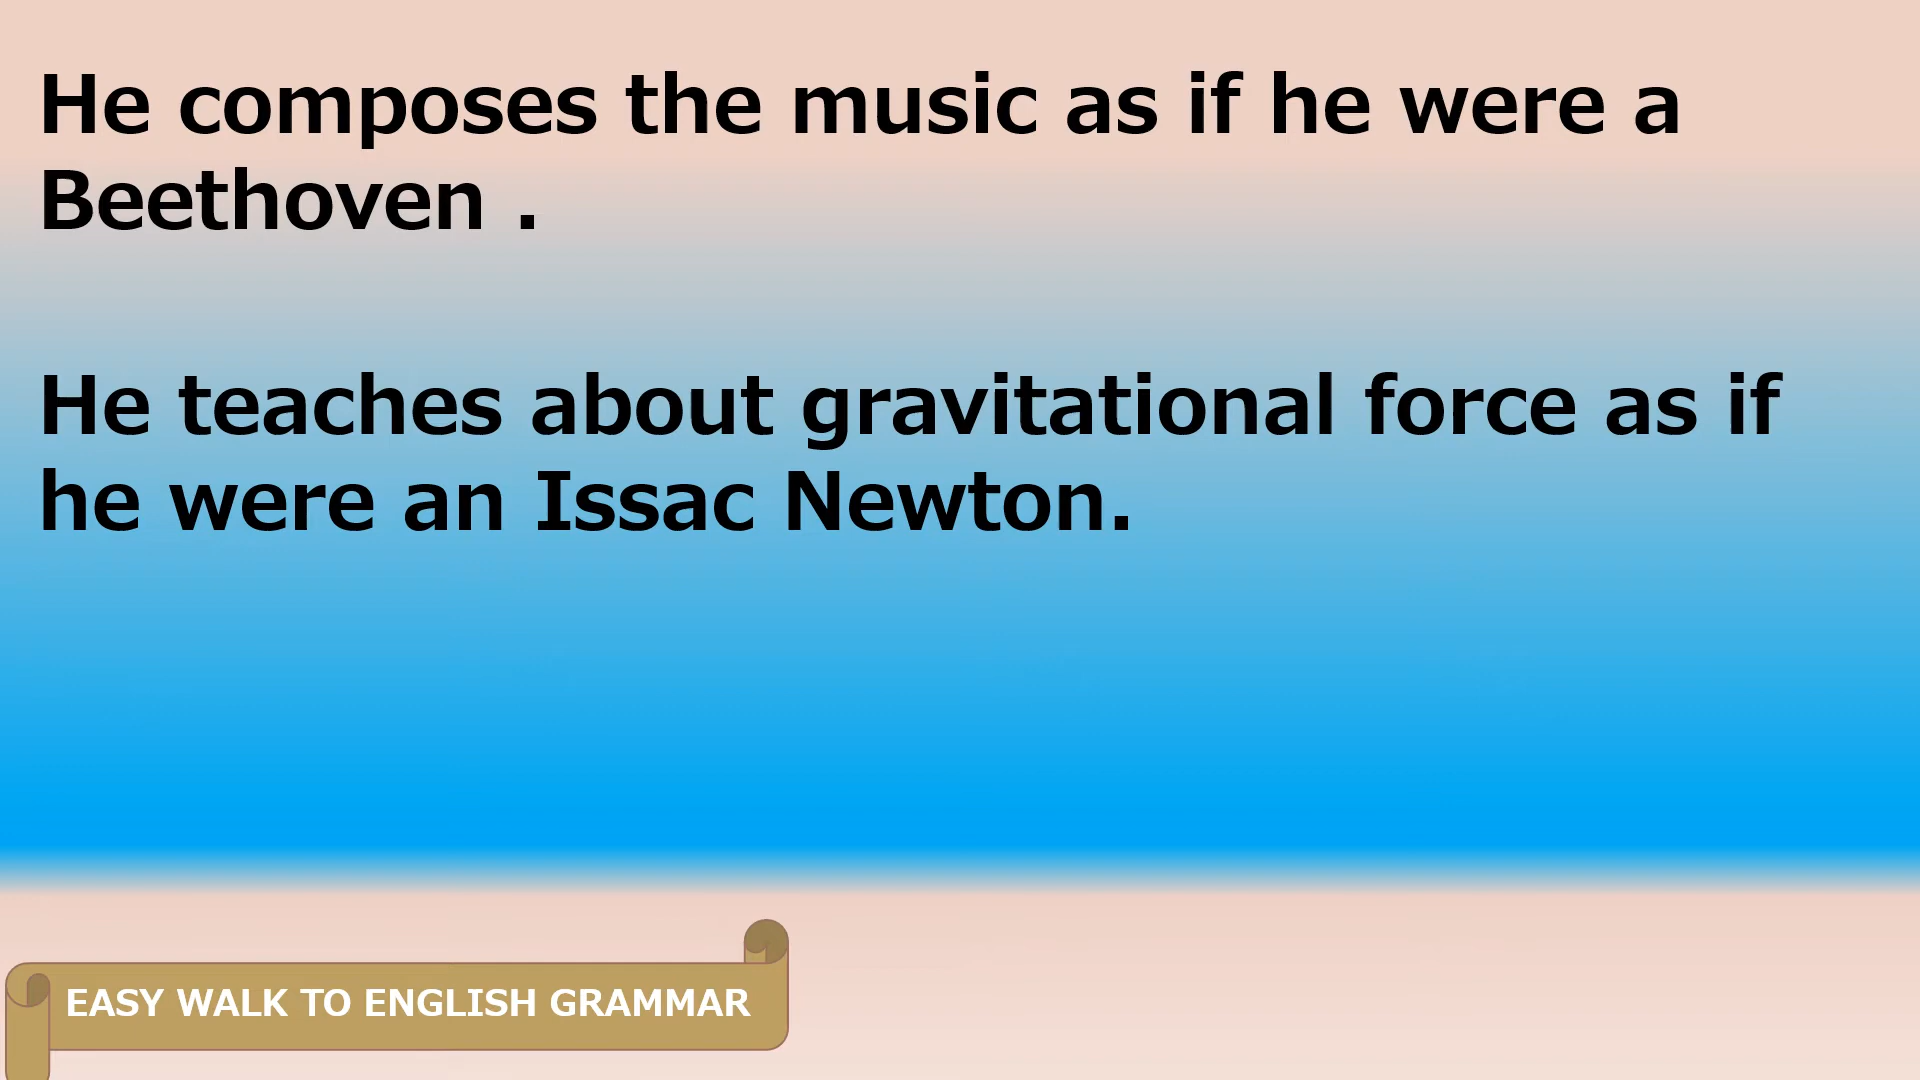 He composes the music as if he were a
Beethoven .
He teaches about gravitational force as if
he were an Issac Newton.
EASY WALK TO ENGLISH GRAMMAR